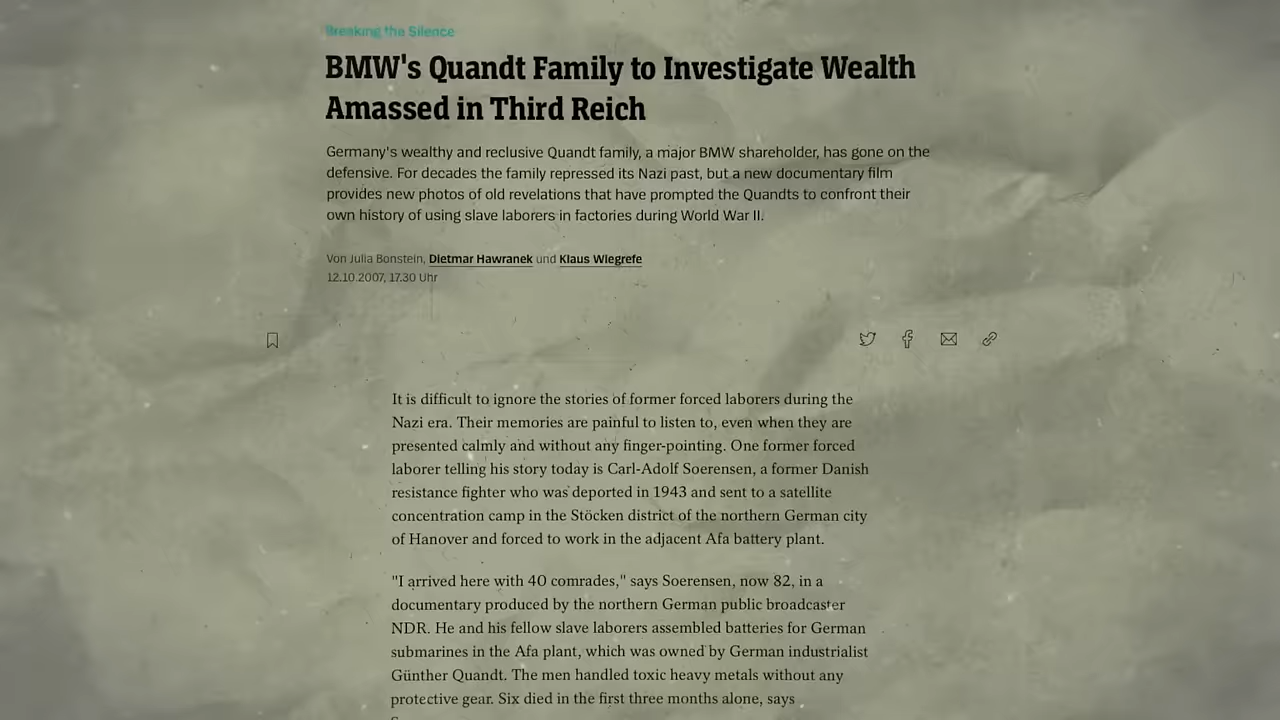 Breaking the Silence
BMW's Quandt Family to Investigate Wealth
Amassed in Third Reich
Germany's wealthy and reclusive Quandt family, a major BMW shareholder, has gone on the
defensive. For decades the family repressed its Nazi past, but a new documentary film
provides new photos of old revelations that have prompted the Quandts to confront their
own history of using slave laborers in factories during World War II.
Von Julia Bonstein, Dietmar Hawranek und Klaus Wiegrefe
12.10.2007, 17.30 Uhr
It is difficult to ignore the stories of former forced laborers during the
Nazi era. Their memories are painful to listen to, even when they are
presented calmly and without any finger-pointing. One former forced
laborer telling his story today is Carl-Adolf Soerensen, a former Danish
resistance fighter who was deported in 1943 and sent to a satellite
concentration camp in the Stöcken district of the northern German city
of Hanover and forced to work in the adjacent Afa battery plant.
"I arrived here with 40 comrades," says Soerensen, now 82, in a
documentary produced by the northern German public broadcaster
NDR. He and his fellow slave laborers assembled batteries for German
submarines in the Afa plant, which was owned by German industrialist
Günther Quandt. The men handled toxic heavy metals without any
protective gear. Six died in the first three months alone, says